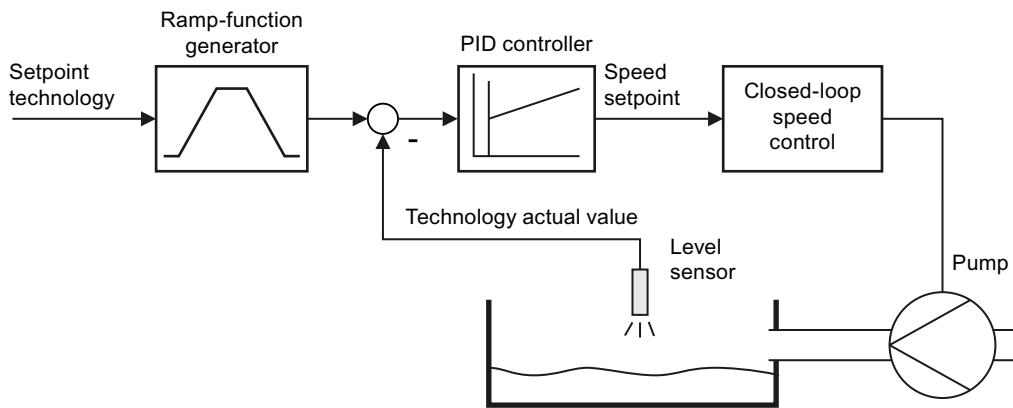 Ramp-function
generator
PID controller
Setpoint
technology
Speed
setpoint
Closed-loop
speed
control
-
Technology actual value
Level
sensor
Pump